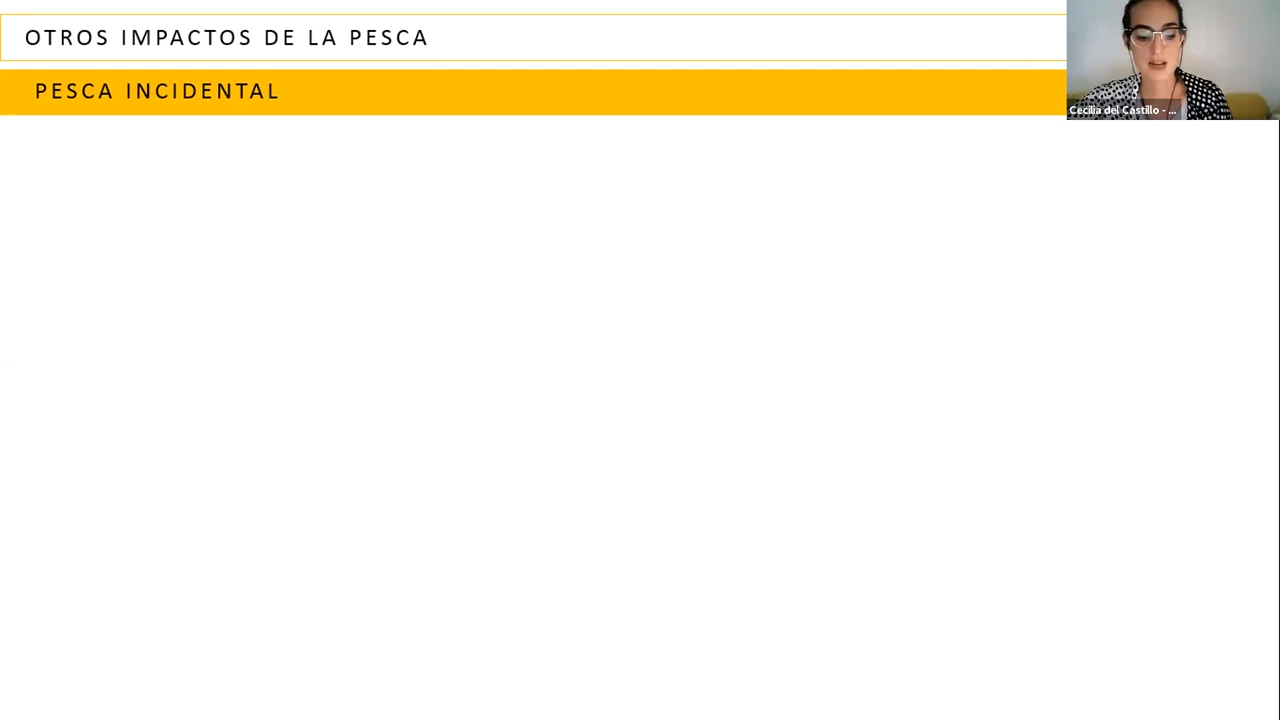 OTROS IMPACTOS DE LA PESCA
PESCA INCIDENTAL
Cecilia del Castillo - ...